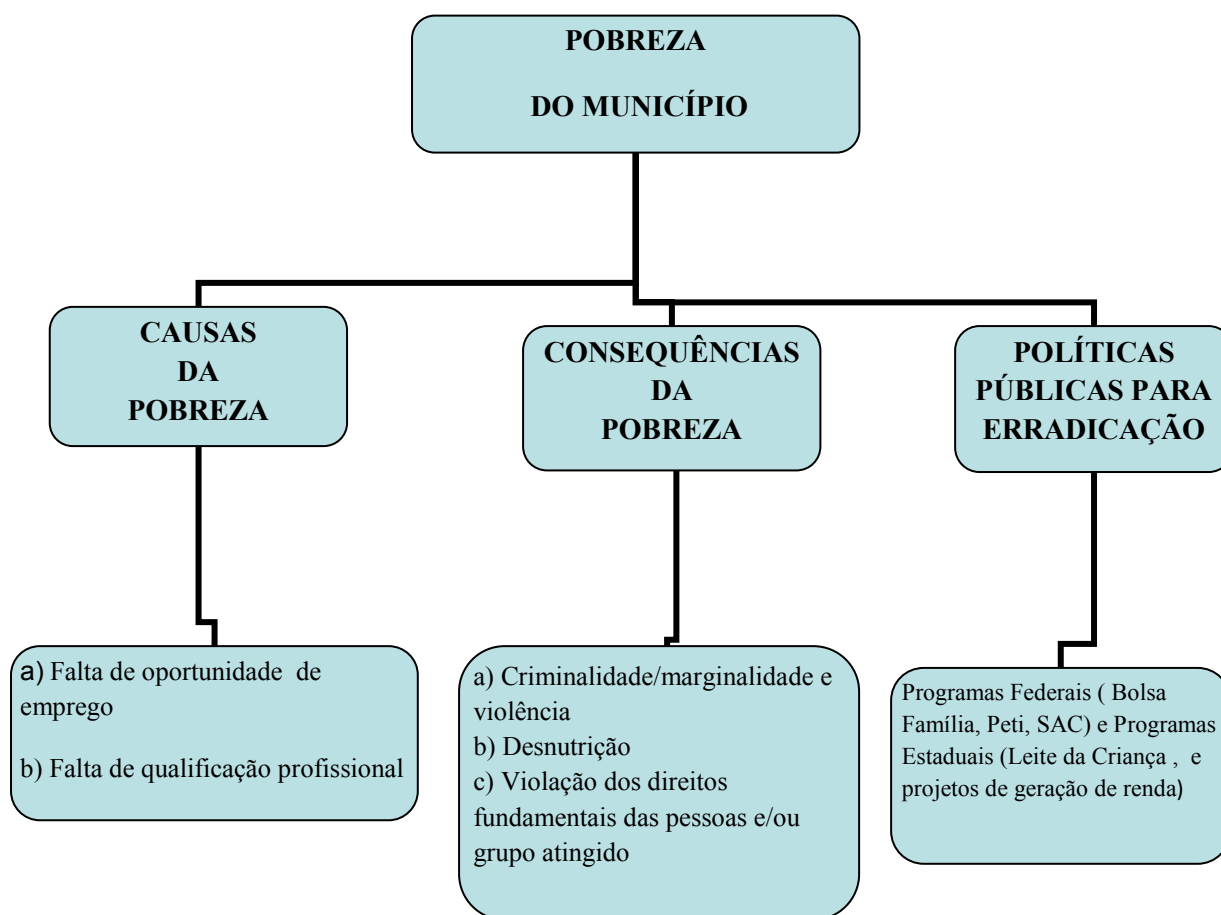 POBREZA
DO MUNICÍPIO
CAUSAS
DA
POBREZA
CONSEQUÊNCIAS
DA
POBREZA
POLÍTICAS
PÚBLICAS PARA
ERRADICAÇÃO
a) Falta de oportunidade de
emprego
b) Falta de qualificação profissional
a) Criminalidade/marginalidade e
violência
b) Desnutrição
c) Violação dos direitos
fundamentais das pessoas e/ou
grupo atingido
Programas Federais ( Bolsa
Família, Peti, SAC) e Programas
Estaduais (Leite da Criança , e
projetos de geração de renda)